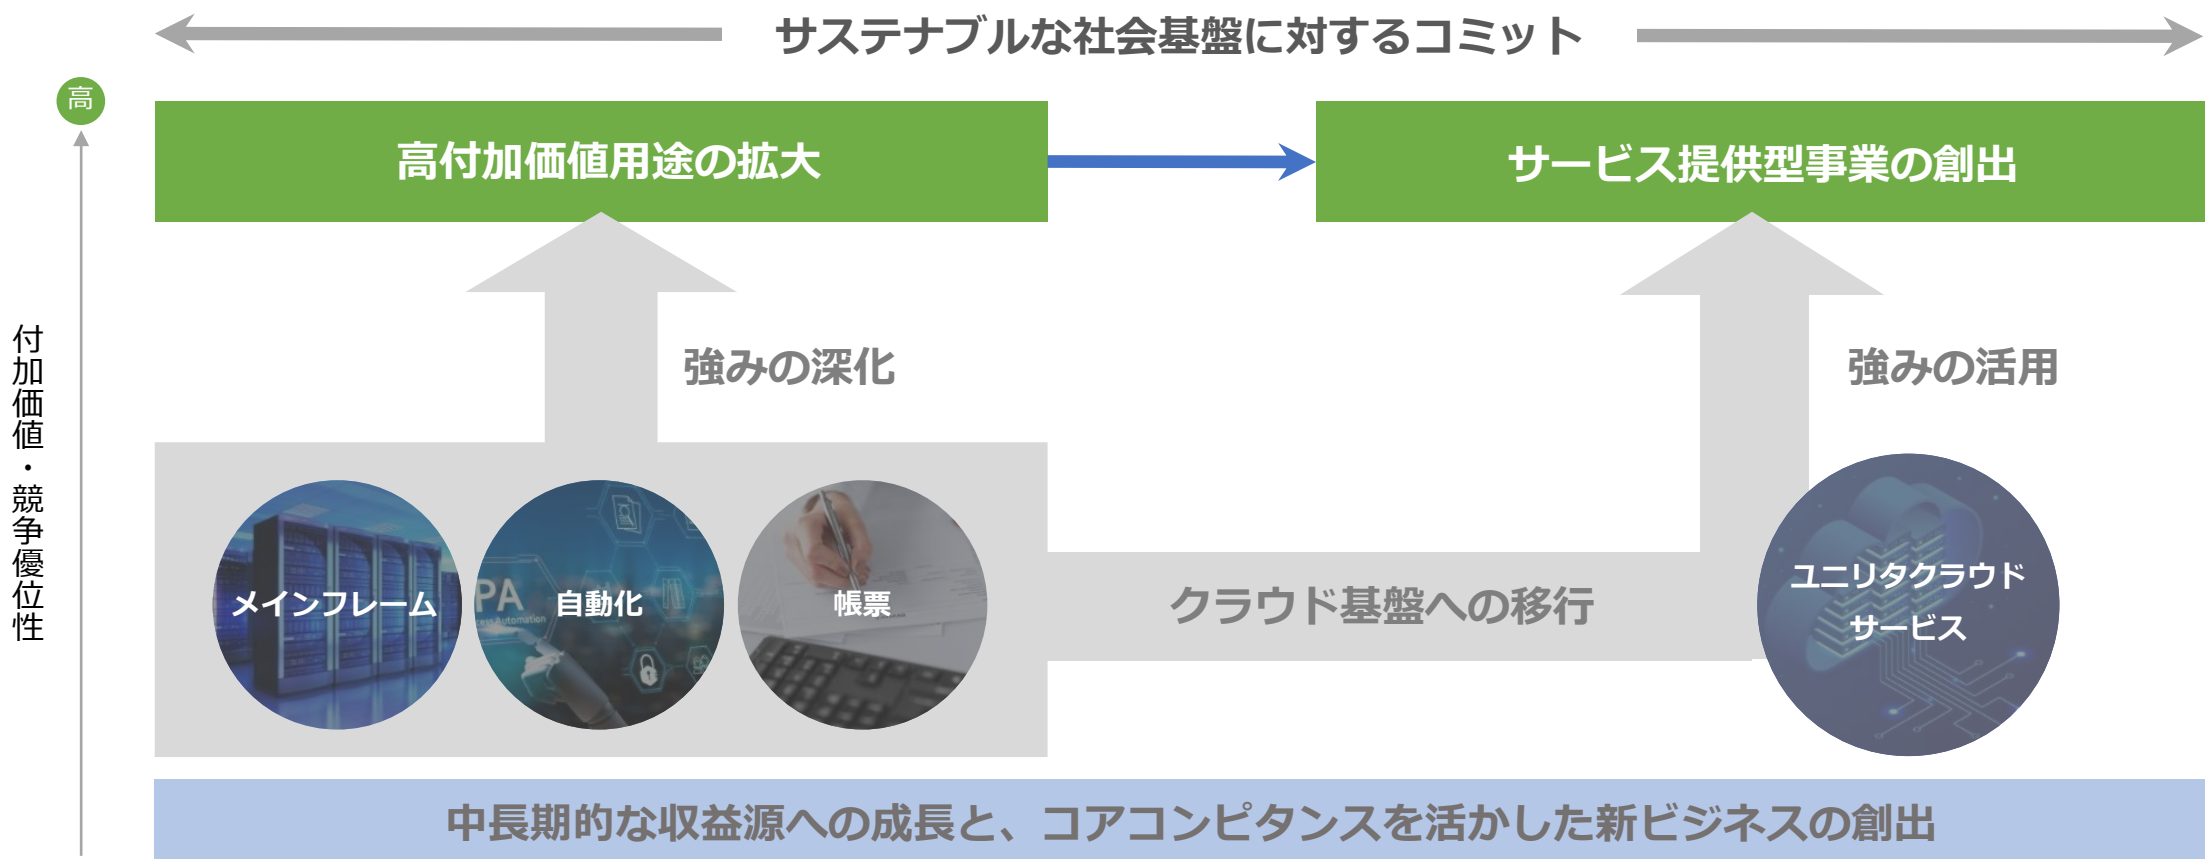 サステナブルな社会基盤に対するコミット
高
高付加価値用途の拡大
サービス提供型事業の創出
付加価値・競争優位性
強みの深化
強みの活用
メインフレーム
PA
cess Automation
自動化
帳票
クラウド基盤への移行
ユニリタクラウド
サービス
中長期的な収益源への成長と、コアコンピタンスを活かした新ビジネスの創出